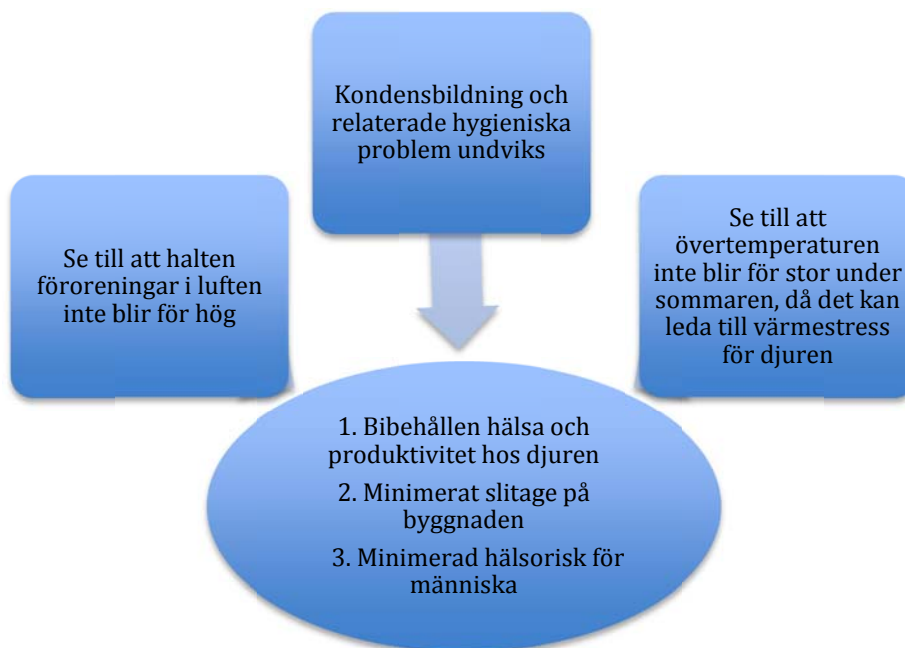 Kondensbildning och
relaterade hygieniska
problem undviks
Se till att halten
föroreningar i luften
inte blir för hög
Se till att
övertemperaturen
inte blir för stor under
sommaren, då det kan
leda till värmestress
för djuren
1. Bibehållen hälsa och
produktivitet hos djuren
2. Minimerat slitage på
byggnaden
3. Minimerad hälsorisk för
människa